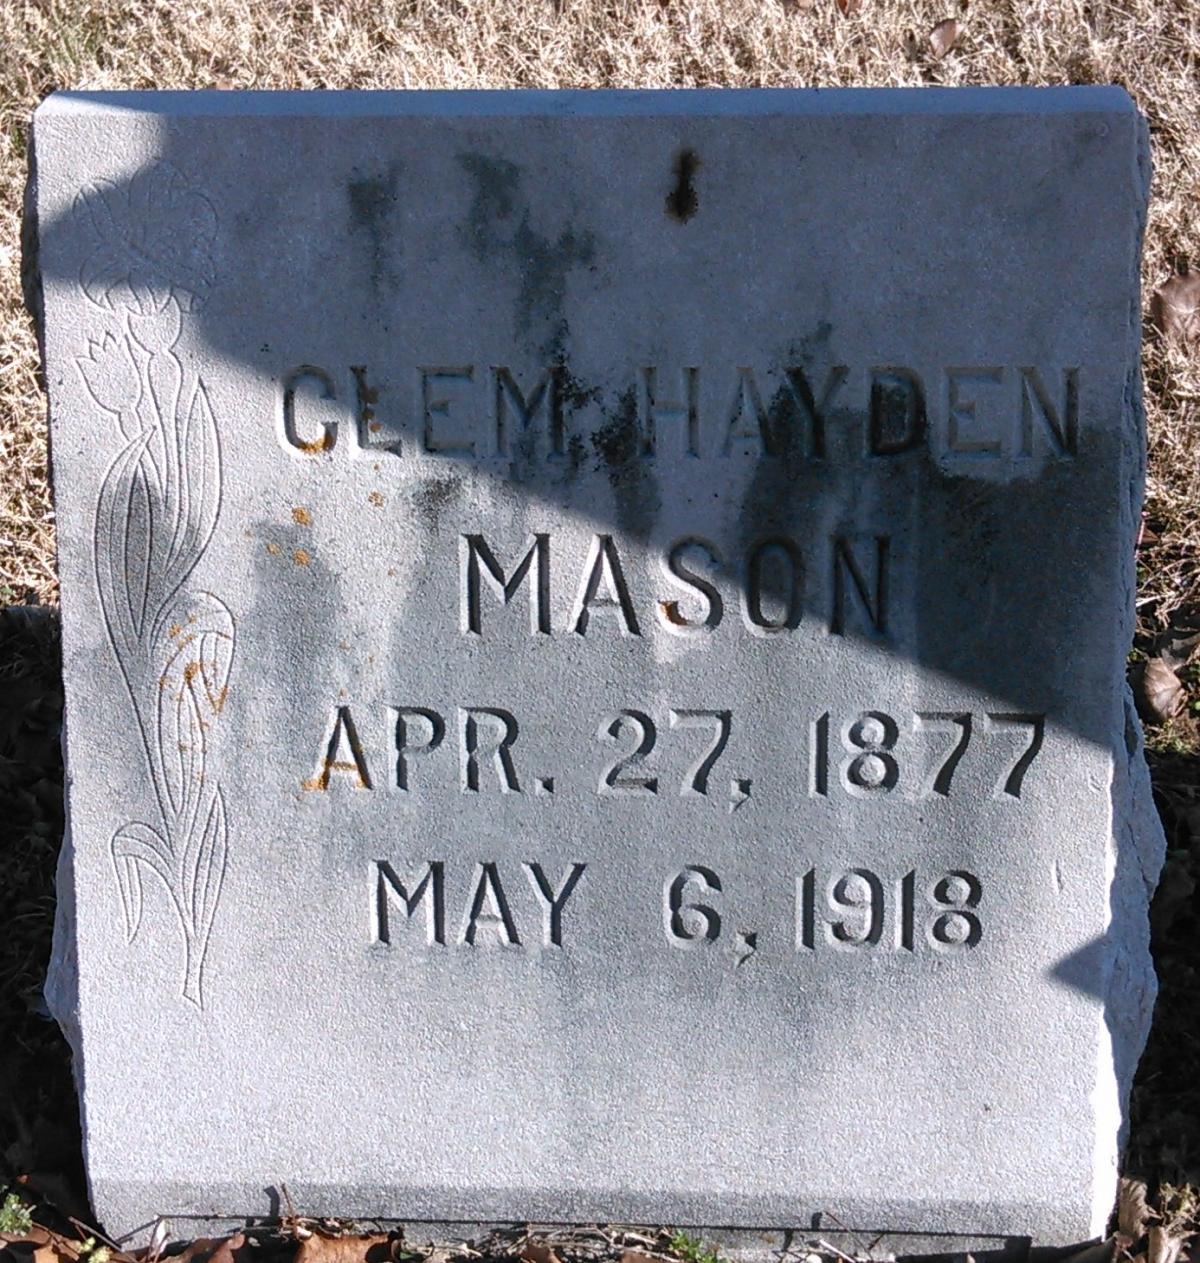 CLEM HAYDEN
MASON
APR. 27, 1877
MAY 6, 1918